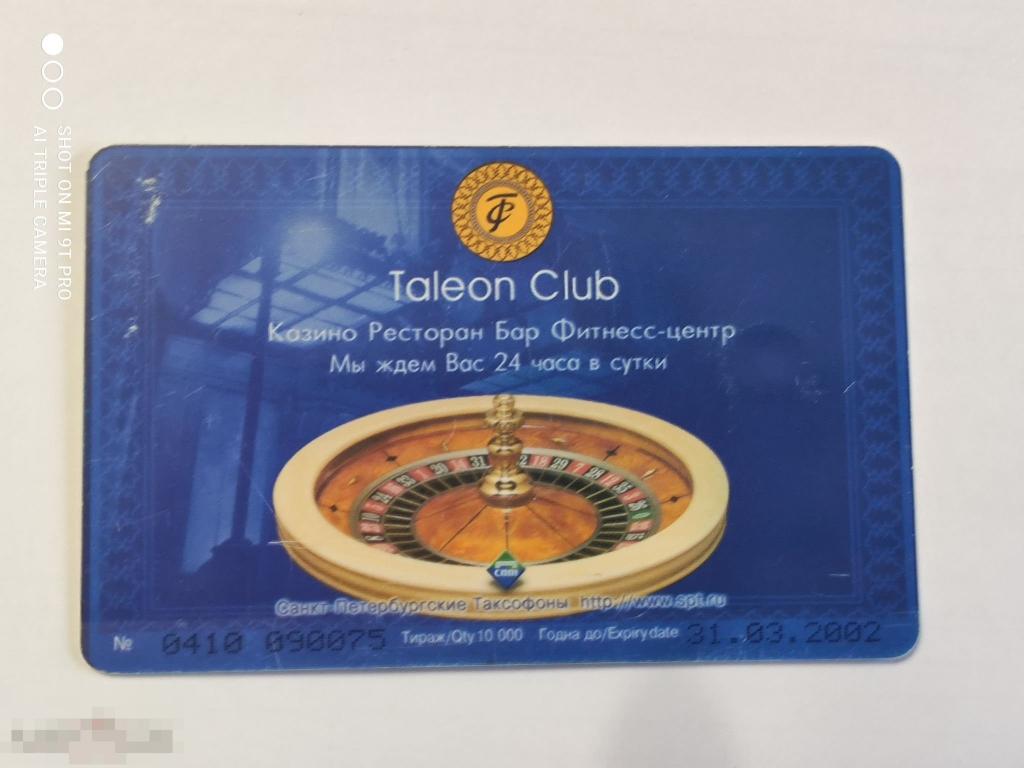 SHOT ON MI 9T PRO
AI TRIPLE CAMERA
Taleon Club
Казино Ресторан Бар Фитнесс-центр
Мы ждем Вас 24 часа в сутки
Санкт-Петербургские Таксофоны http://www.spt.ru
№ 0410 090075 Тираж/Qty 10 000 Годна до/Expiry date 31.03.2002